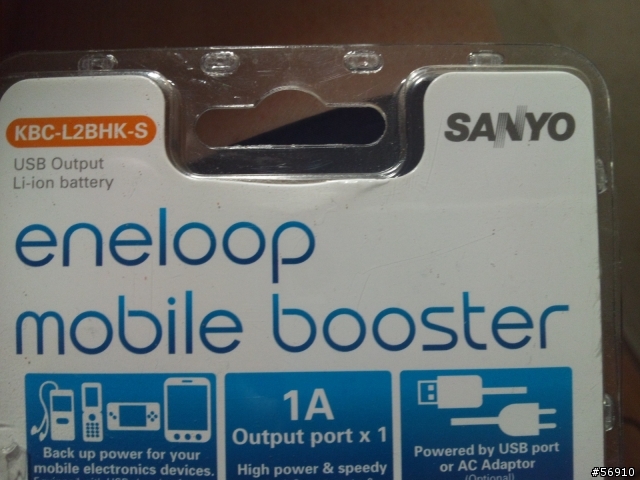 KBC-L2BHK-S
SANYO
USB Output
Li-ion battery
eneloop
mobile booster
Back up power for your
mobile electronics devices.
1A
Output port x 1
High power & speedy
Powered by USB port
or AC Adaptor
(Optional)
#56910